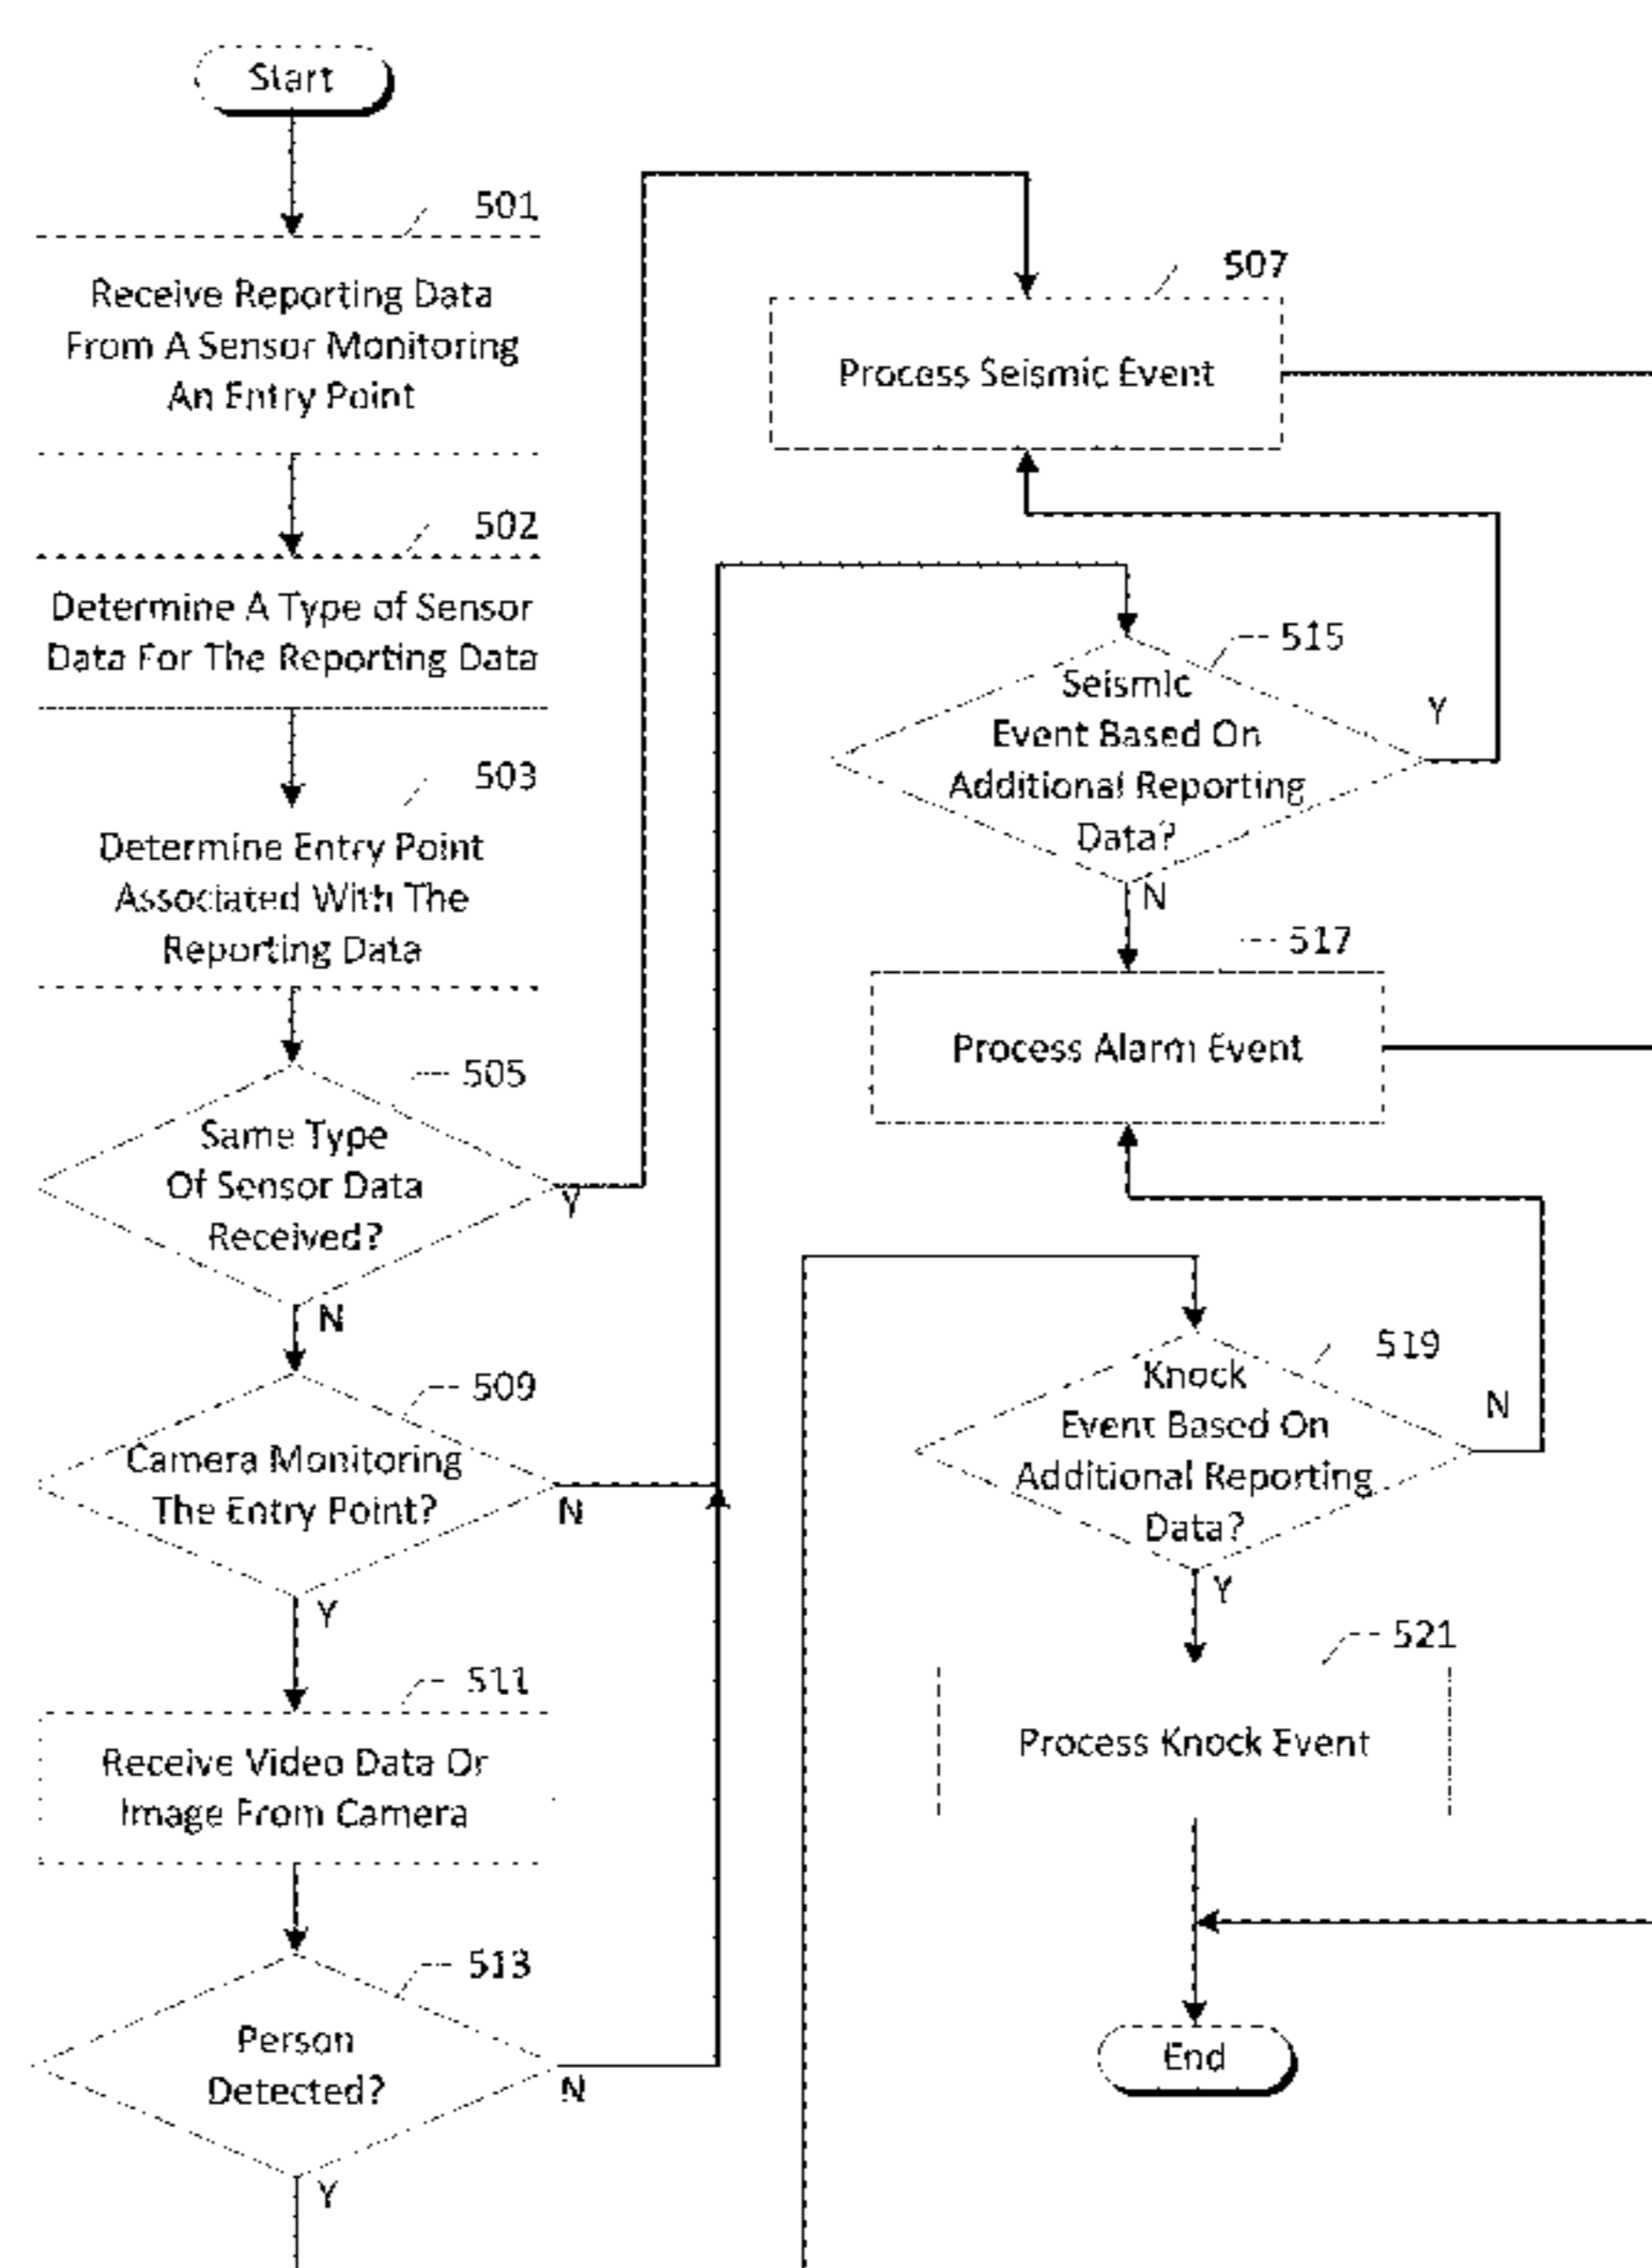 Start
501
Receive Reporting Data
From A Sensor Monitoring
An Entry Point
502
Determine A Type of Sensor
Data For The Reporting Data
503
Determine Entry Point
Associated With The
Reporting Data
505
Same Type
Of Sensor Data
Received?
Y
N
509
Camera Monitoring
The Entry Point?
N
Y
511
Receive Video Data Or
Image From Camera
513
Person
Detected?
N
Y
507
Process Seismic Event
515
Seismic
Event Based On
Additional Reporting
Data?
Y
N
517
Process Alarm Event
519
Knock
Event Based On
Additional Reporting
Data?
N
Y
521
Process Knock Event
End